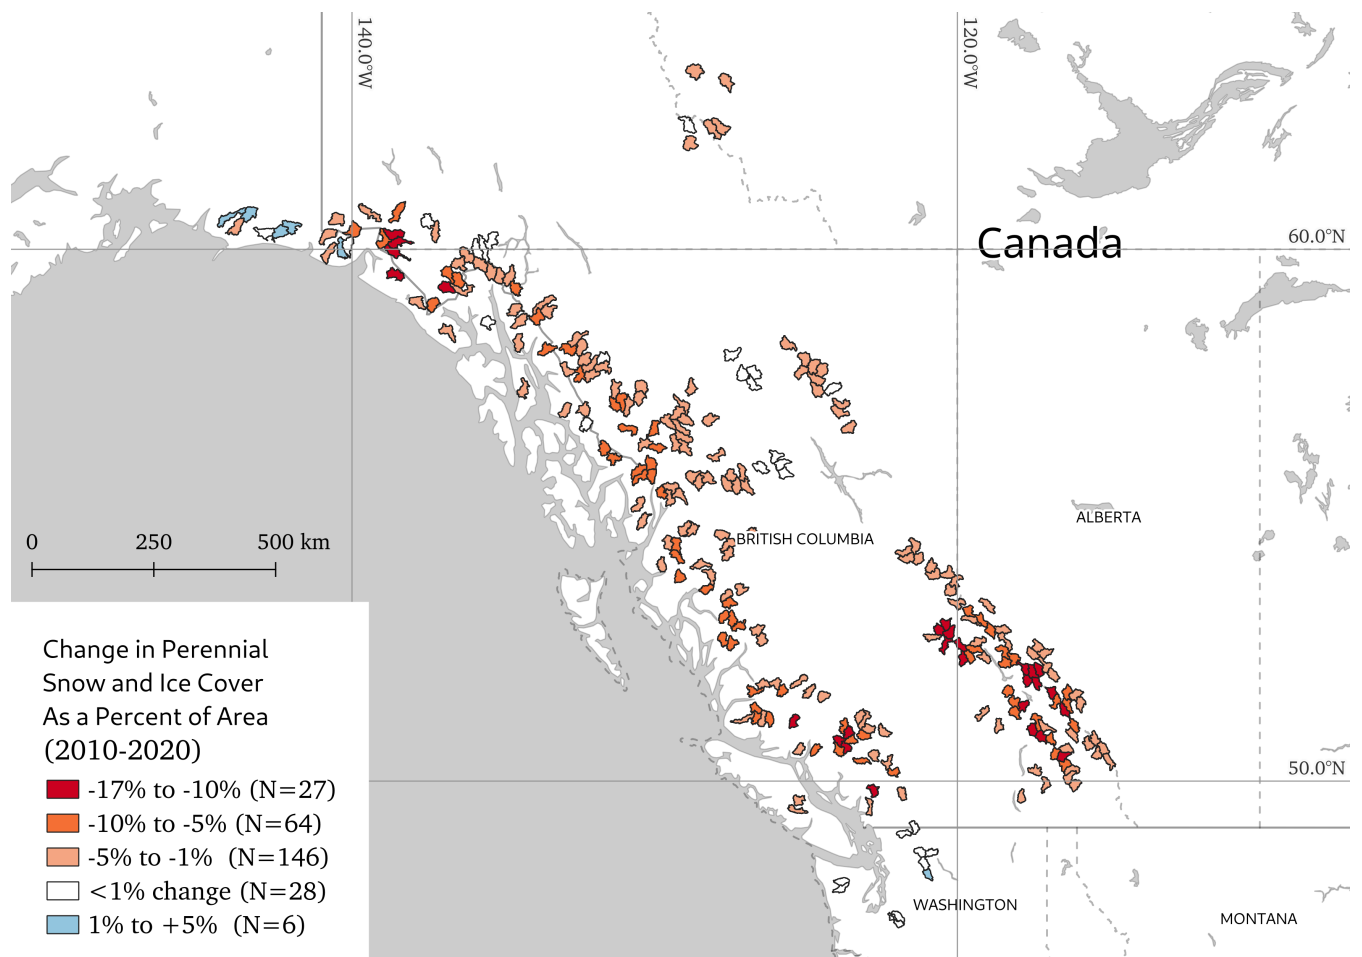 140.0°W
120.0°W
Canada
60.0°N
ALBERTA
BRITISH COLUMBIA
0 250 500 km
Change in Perennial
Snow and Ice Cover
As a Percent of Area
(2010-2020)
-17% to -10% (N=27)
-10% to -5% (N=64)
-5% to -1% (N=146)
<1% change (N=28)
1% to +5% (N=6)
50.0°N
WASHINGTON
MONTANA